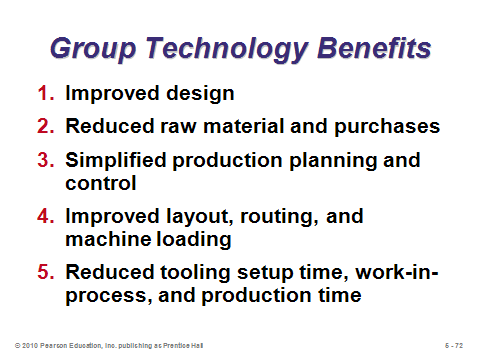 Group Technology Benefits
1. Improved design
2. Reduced raw material and purchases
3. Simplified production planning and
control
4. Improved layout, routing, and
machine loading
5. Reduced tooling setup time, work-in-
process, and production time
© 2010 Pearson Education, Inc. publishing as Prentice Hall
5 - 72